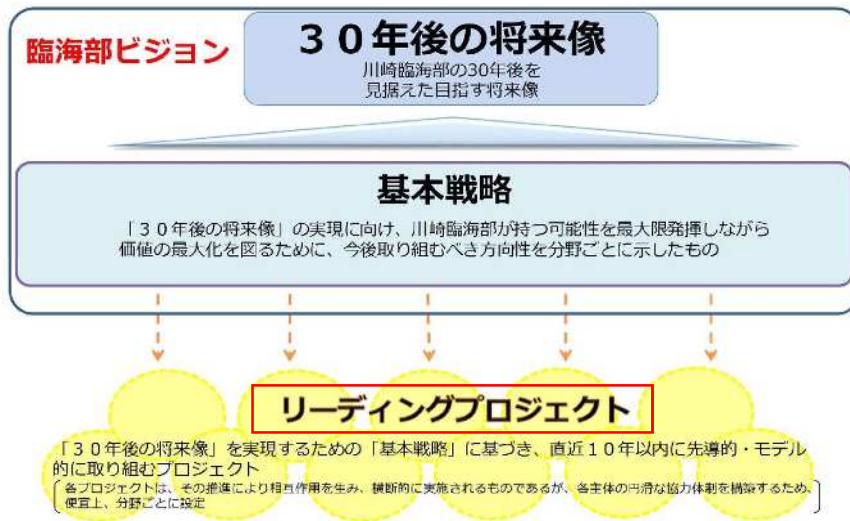 臨海部ビジョン
３０年後の将来像
川崎臨海部の30年後を
見据えた目指す将来像
基本戦略
「３０年後の将来像」の実現に向け、川崎臨海部が持つ可能性を最大限発揮しながら
価値の最大化を図るために、今後取り組むべき方向性を分野ごとに示したもの
リーディングプロジェクト
「３０年後の将来像」を実現するための「基本戦略」に基づき、直近１０年以内に先導的・モデル
的に取り組むプロジェクト
各プロジェクトは、その推進により相互作用を生み、横断的に実施されるものであるが、各主体の円滑な協力体制を構築するため、
便宜上、分野ごとに設定